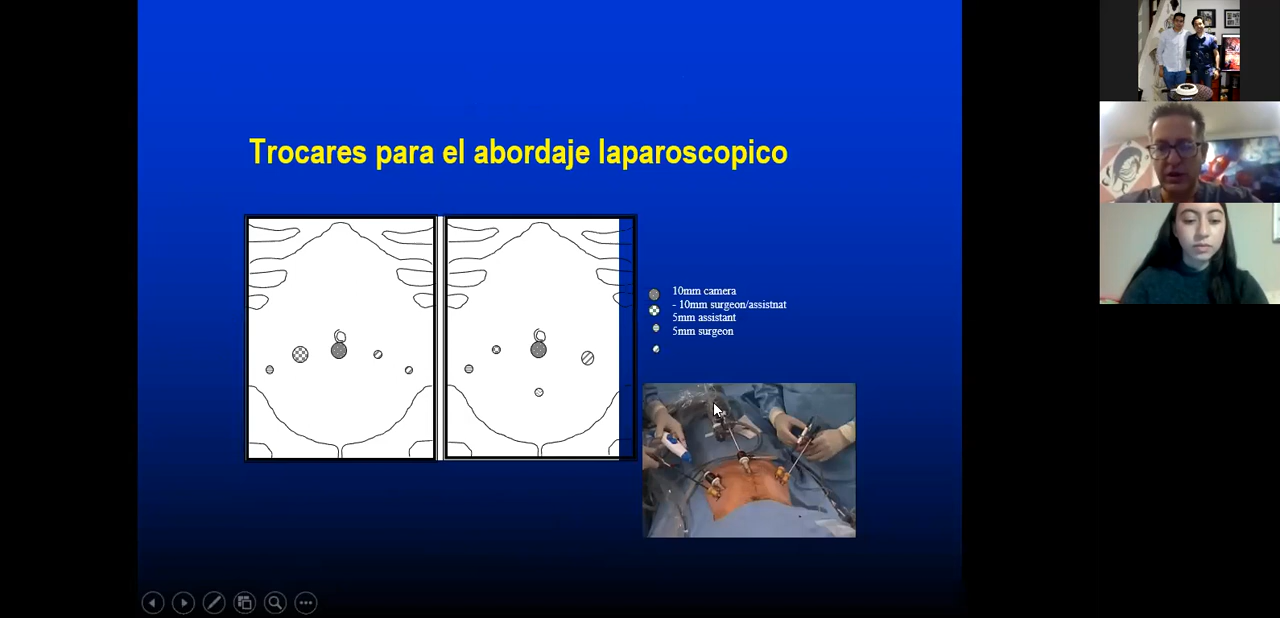 Trocares para el abordaje laparoscopico
10mm camera
- 10mm surgeon/assistnat
5mm assistant
5mm surgeon